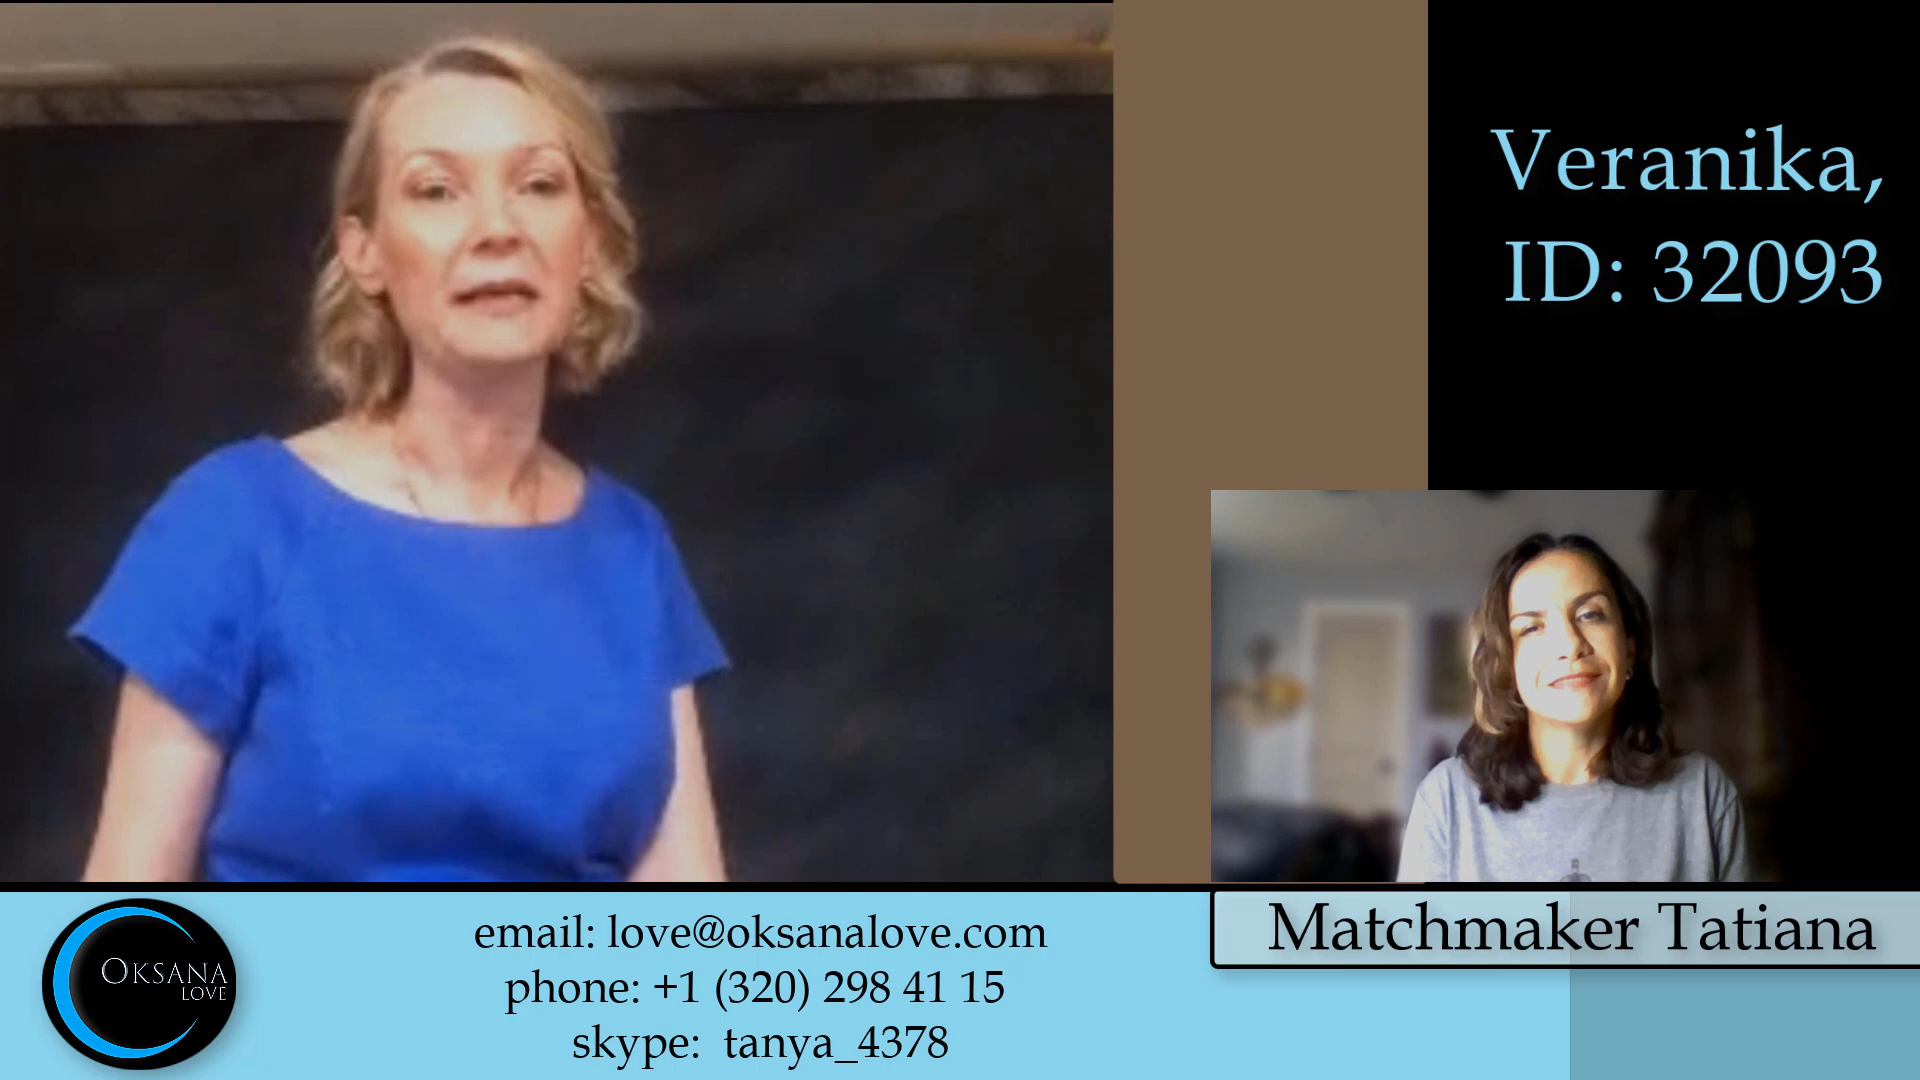 Veranika,
ID: 32093
Matchmaker Tatiana
OKSANA
LOVE
email: love@oksanalove.com
phone: +1 (320) 298 41 15
skype: tanya_4378